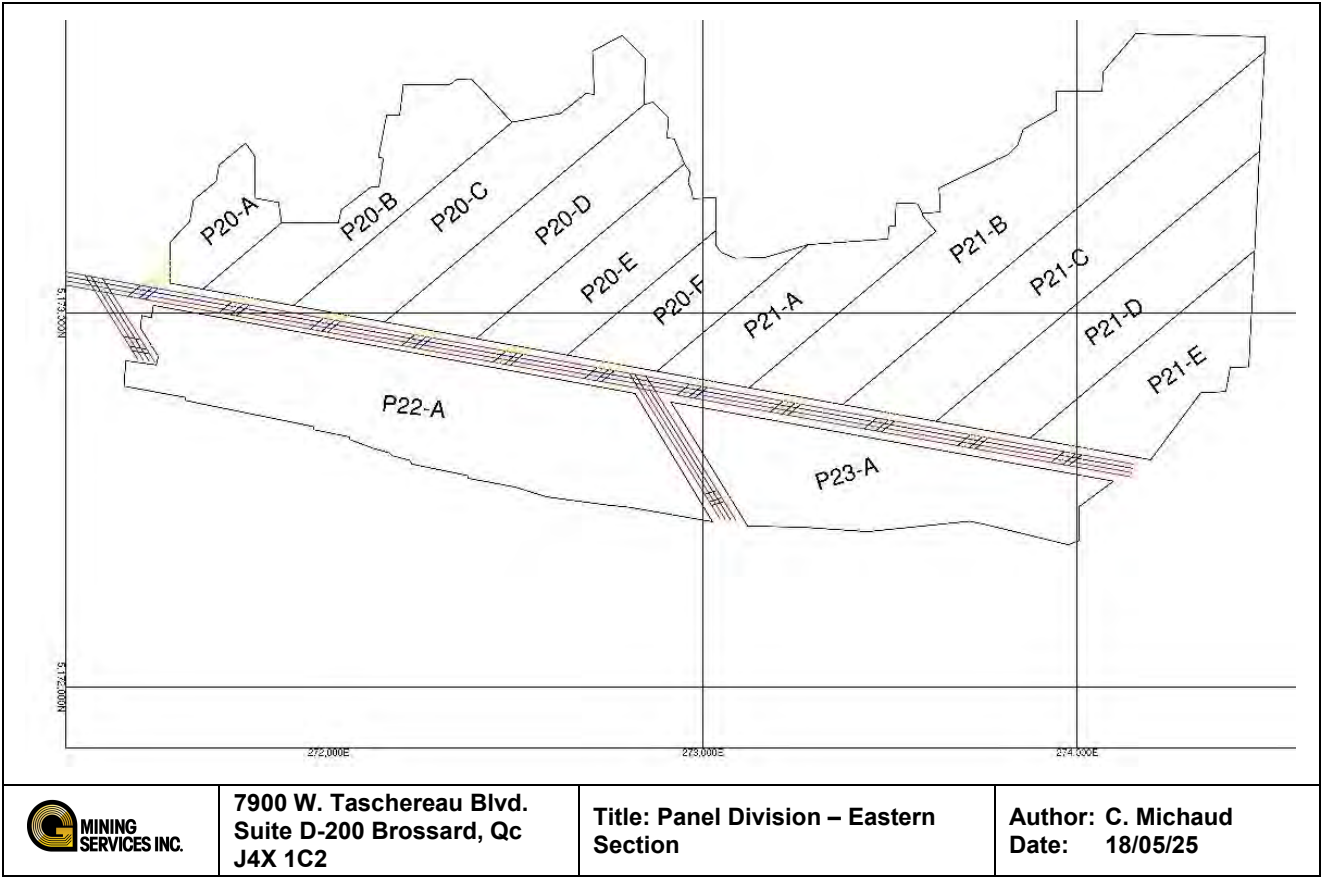 P20-A
P20-B
P20-C
P20-D
P20-E
P20-F
P21-A
P21-B
P21-C
P21-D
P21-E
P22-A
P23-A
5,173,000N
5,172,000N
272,000E
273,000E
274,000E
G MINING
SERVICES INC.
7900 W. Taschereau Blvd.
Suite D-200 Brossard, Qc
J4X 1C2
Title: Panel Division – Eastern
Section
Author: C. Michaud
Date: 18/05/25